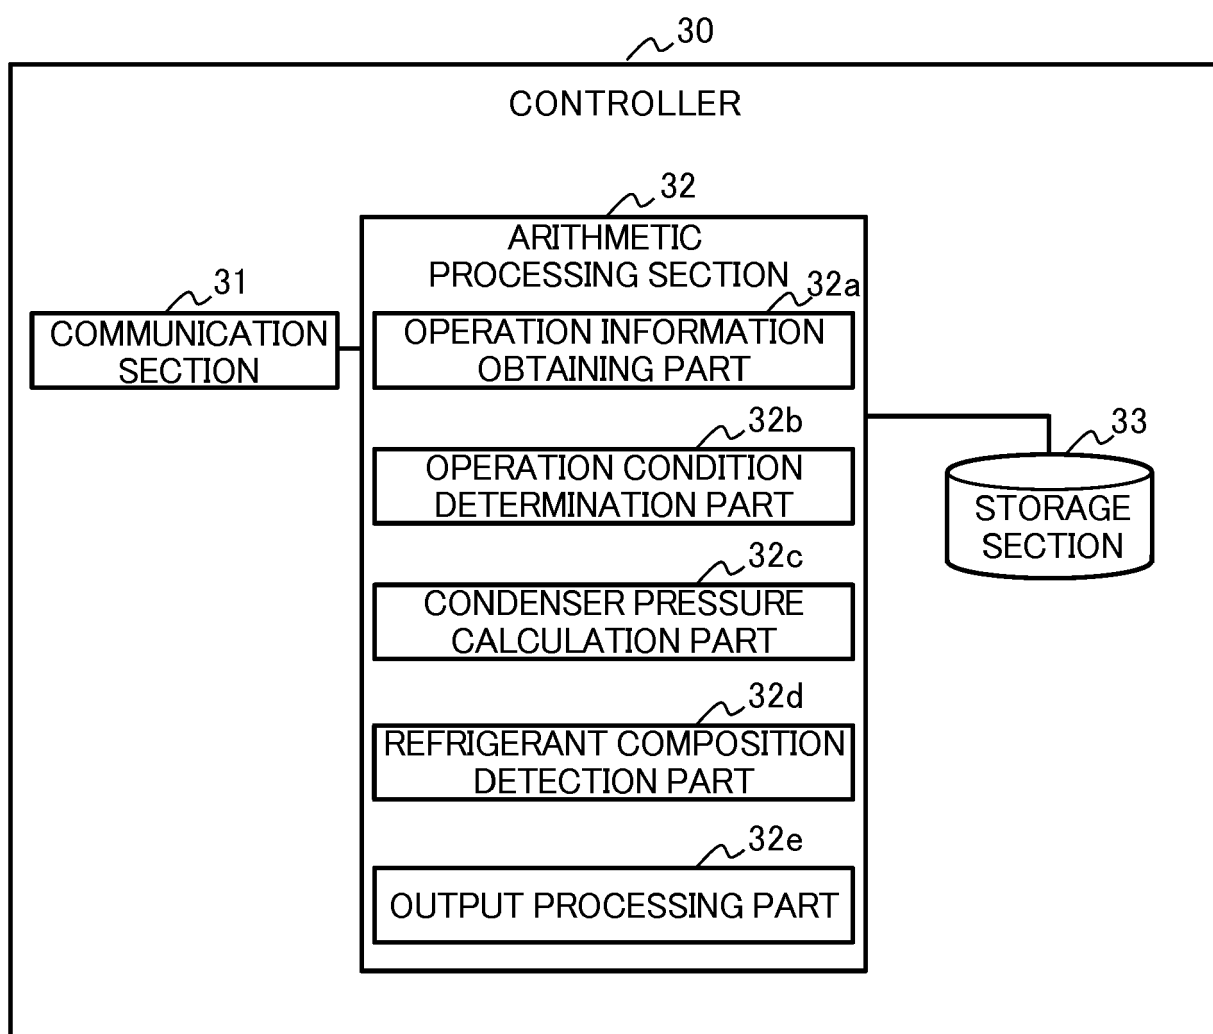 30
CONTROLLER
32
ARITHMETIC
PROCESSING SECTION
31
COMMUNICATION
SECTION
32a
OPERATION INFORMATION
OBTAINING PART
32b
OPERATION CONDITION
DETERMINATION PART
33
STORAGE
SECTION
32c
CONDENSER PRESSURE
CALCULATION PART
32d
REFRIGERANT COMPOSITION
DETECTION PART
32e
OUTPUT PROCESSING PART